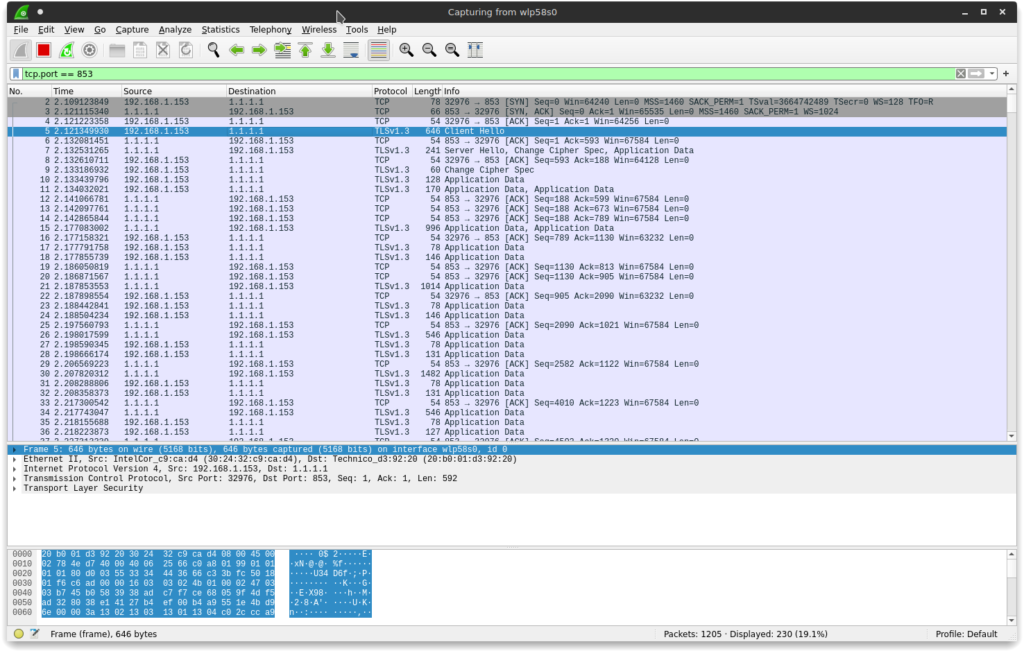 Capturing from wlp58s0
File Edit View Go Capture Analyze Statistics Telephony Wireless Tools Help
tcp.port == 853
No. Time Source Destination Protocol Length Info
2 2.109123849 192.168.1.153 1.1.1.1 TCP 78 32976 → 853 [SYN] Seq=0 Win=64240 Len=0 MSS=1460 SACK_PERM=1 TSval=3664742489 TSecr=0 WS=128 TFO=R
3 2.121115340 1.1.1.1 192.168.1.153 TCP 66 853 → 32976 [SYN, ACK] Seq=0 Ack=1 Win=65535 Len=0 MSS=1460 SACK_PERM=1 WS=1024
4 2.121223358 192.168.1.153 1.1.1.1 TCP 54 32976 → 853 [ACK] Seq=1 Ack=1 Win=64256 Len=0
5 2.121349930 192.168.1.153 1.1.1.1 TLSv1.3 646 Client Hello
6 2.132081451 1.1.1.1 192.168.1.153 TCP 54 853 → 32976 [ACK] Seq=1 Ack=593 Win=67584 Len=0
7 2.132531265 1.1.1.1 192.168.1.153 TLSv1.3 241 Server Hello, Change Cipher Spec, Application Data
8 2.132610711 192.168.1.153 1.1.1.1 TCP 54 32976 → 853 [ACK] Seq=593 Ack=188 Win=64128 Len=0
9 2.133186932 192.168.1.153 1.1.1.1 TLSv1.3 60 Change Cipher Spec
10 2.133439796 192.168.1.153 1.1.1.1 TLSv1.3 128 Application Data
11 2.134032021 192.168.1.153 1.1.1.1 TLSv1.3 170 Application Data, Application Data
12 2.141066781 1.1.1.1 192.168.1.153 TCP 54 853 → 32976 [ACK] Seq=188 Ack=599 Win=67584 Len=0
13 2.142097761 1.1.1.1 192.168.1.153 TCP 54 853 → 32976 [ACK] Seq=188 Ack=673 Win=67584 Len=0
14 2.142865844 1.1.1.1 192.168.1.153 TCP 54 853 → 32976 [ACK] Seq=188 Ack=789 Win=67584 Len=0
15 2.177083002 1.1.1.1 192.168.1.153 TLSv1.3 996 Application Data, Application Data
16 2.177158321 192.168.1.153 1.1.1.1 TCP 54 32976 → 853 [ACK] Seq=789 Ack=1130 Win=63232 Len=0
17 2.177791758 192.168.1.153 1.1.1.1 TLSv1.3 78 Application Data
18 2.177855739 192.168.1.153 1.1.1.1 TLSv1.3 146 Application Data
19 2.186050819 1.1.1.1 192.168.1.153 TCP 54 853 → 32976 [ACK] Seq=1130 Ack=813 Win=67584 Len=0
20 2.186871567 1.1.1.1 192.168.1.153 TCP 54 853 → 32976 [ACK] Seq=1130 Ack=905 Win=67584 Len=0
21 2.187853553 1.1.1.1 192.168.1.153 TLSv1.3 1014 Application Data
22 2.187898554 192.168.1.153 1.1.1.1 TCP 54 32976 → 853 [ACK] Seq=905 Ack=2090 Win=63232 Len=0
23 2.188442841 192.168.1.153 1.1.1.1 TLSv1.3 78 Application Data
24 2.188504234 192.168.1.153 1.1.1.1 TLSv1.3 146 Application Data
25 2.197560793 1.1.1.1 192.168.1.153 TCP 54 853 → 32976 [ACK] Seq=2090 Ack=1021 Win=67584 Len=0
26 2.198017599 1.1.1.1 192.168.1.153 TLSv1.3 546 Application Data
27 2.198590345 192.168.1.153 1.1.1.1 TLSv1.3 78 Application Data
28 2.198666174 192.168.1.153 1.1.1.1 TLSv1.3 131 Application Data
29 2.206569223 1.1.1.1 192.168.1.153 TCP 54 853 → 32976 [ACK] Seq=2582 Ack=1122 Win=67584 Len=0
30 2.207820312 1.1.1.1 192.168.1.153 TLSv1.3 1482 Application Data
31 2.208288806 192.168.1.153 1.1.1.1 TLSv1.3 78 Application Data
32 2.208358373 192.168.1.153 1.1.1.1 TLSv1.3 131 Application Data
33 2.217300542 1.1.1.1 192.168.1.153 TCP 54 853 → 32976 [ACK] Seq=4010 Ack=1223 Win=67584 Len=0
34 2.217743047 1.1.1.1 192.168.1.153 TLSv1.3 546 Application Data
35 2.218155688 192.168.1.153 1.1.1.1 TLSv1.3 78 Application Data
36 2.218223873 192.168.1.153 1.1.1.1 TLSv1.3 127 Application Data
Frame 5: 646 bytes on wire (5168 bits), 646 bytes captured (5168 bits) on interface wlp58s0, id 0
Ethernet II, Src: IntelCor_c9:ca:d4 (30:24:32:c9:ca:d4), Dst: Technico_d3:92:20 (20:b0:01:d3:92:20)
Internet Protocol Version 4, Src: 192.168.1.153, Dst: 1.1.1.1
Transmission Control Protocol, Src Port: 32976, Dst Port: 853, Seq: 1, Ack: 1, Len: 592
Transport Layer Security
0000 20 b0 01 d3 92 20 30 24 32 c9 ca d4 08 00 45 00 ···· 0$ 2·····E·
0010 02 78 4e d7 40 00 40 06 25 66 c0 a8 01 99 01 01 ·xN·@·@· %f······
0020 01 01 80 d0 03 55 33 34 44 36 66 c3 3b fc 50 18 ·····U34 D6f·;·P·
0030 01 f6 c6 ad 00 00 16 03 03 02 4b 01 00 02 47 03 ········ ··K···G·
0040 03 b7 45 b0 58 39 38 ad c7 f7 ce 68 05 9f 4d f5 ··E·X98· ···h··M·
0050 ad 32 80 38 e1 41 27 b4 ef 00 b4 a9 55 1e 4b d9 ·2·8·A'· ····U·K·
0060 6e 00 00 3a 13 02 13 03 13 01 13 04 c0 2c cc a9 n··:···· ·····,··
Frame (frame), 646 bytes Packets: 1205 · Displayed: 230 (19.1%) Profile: Default